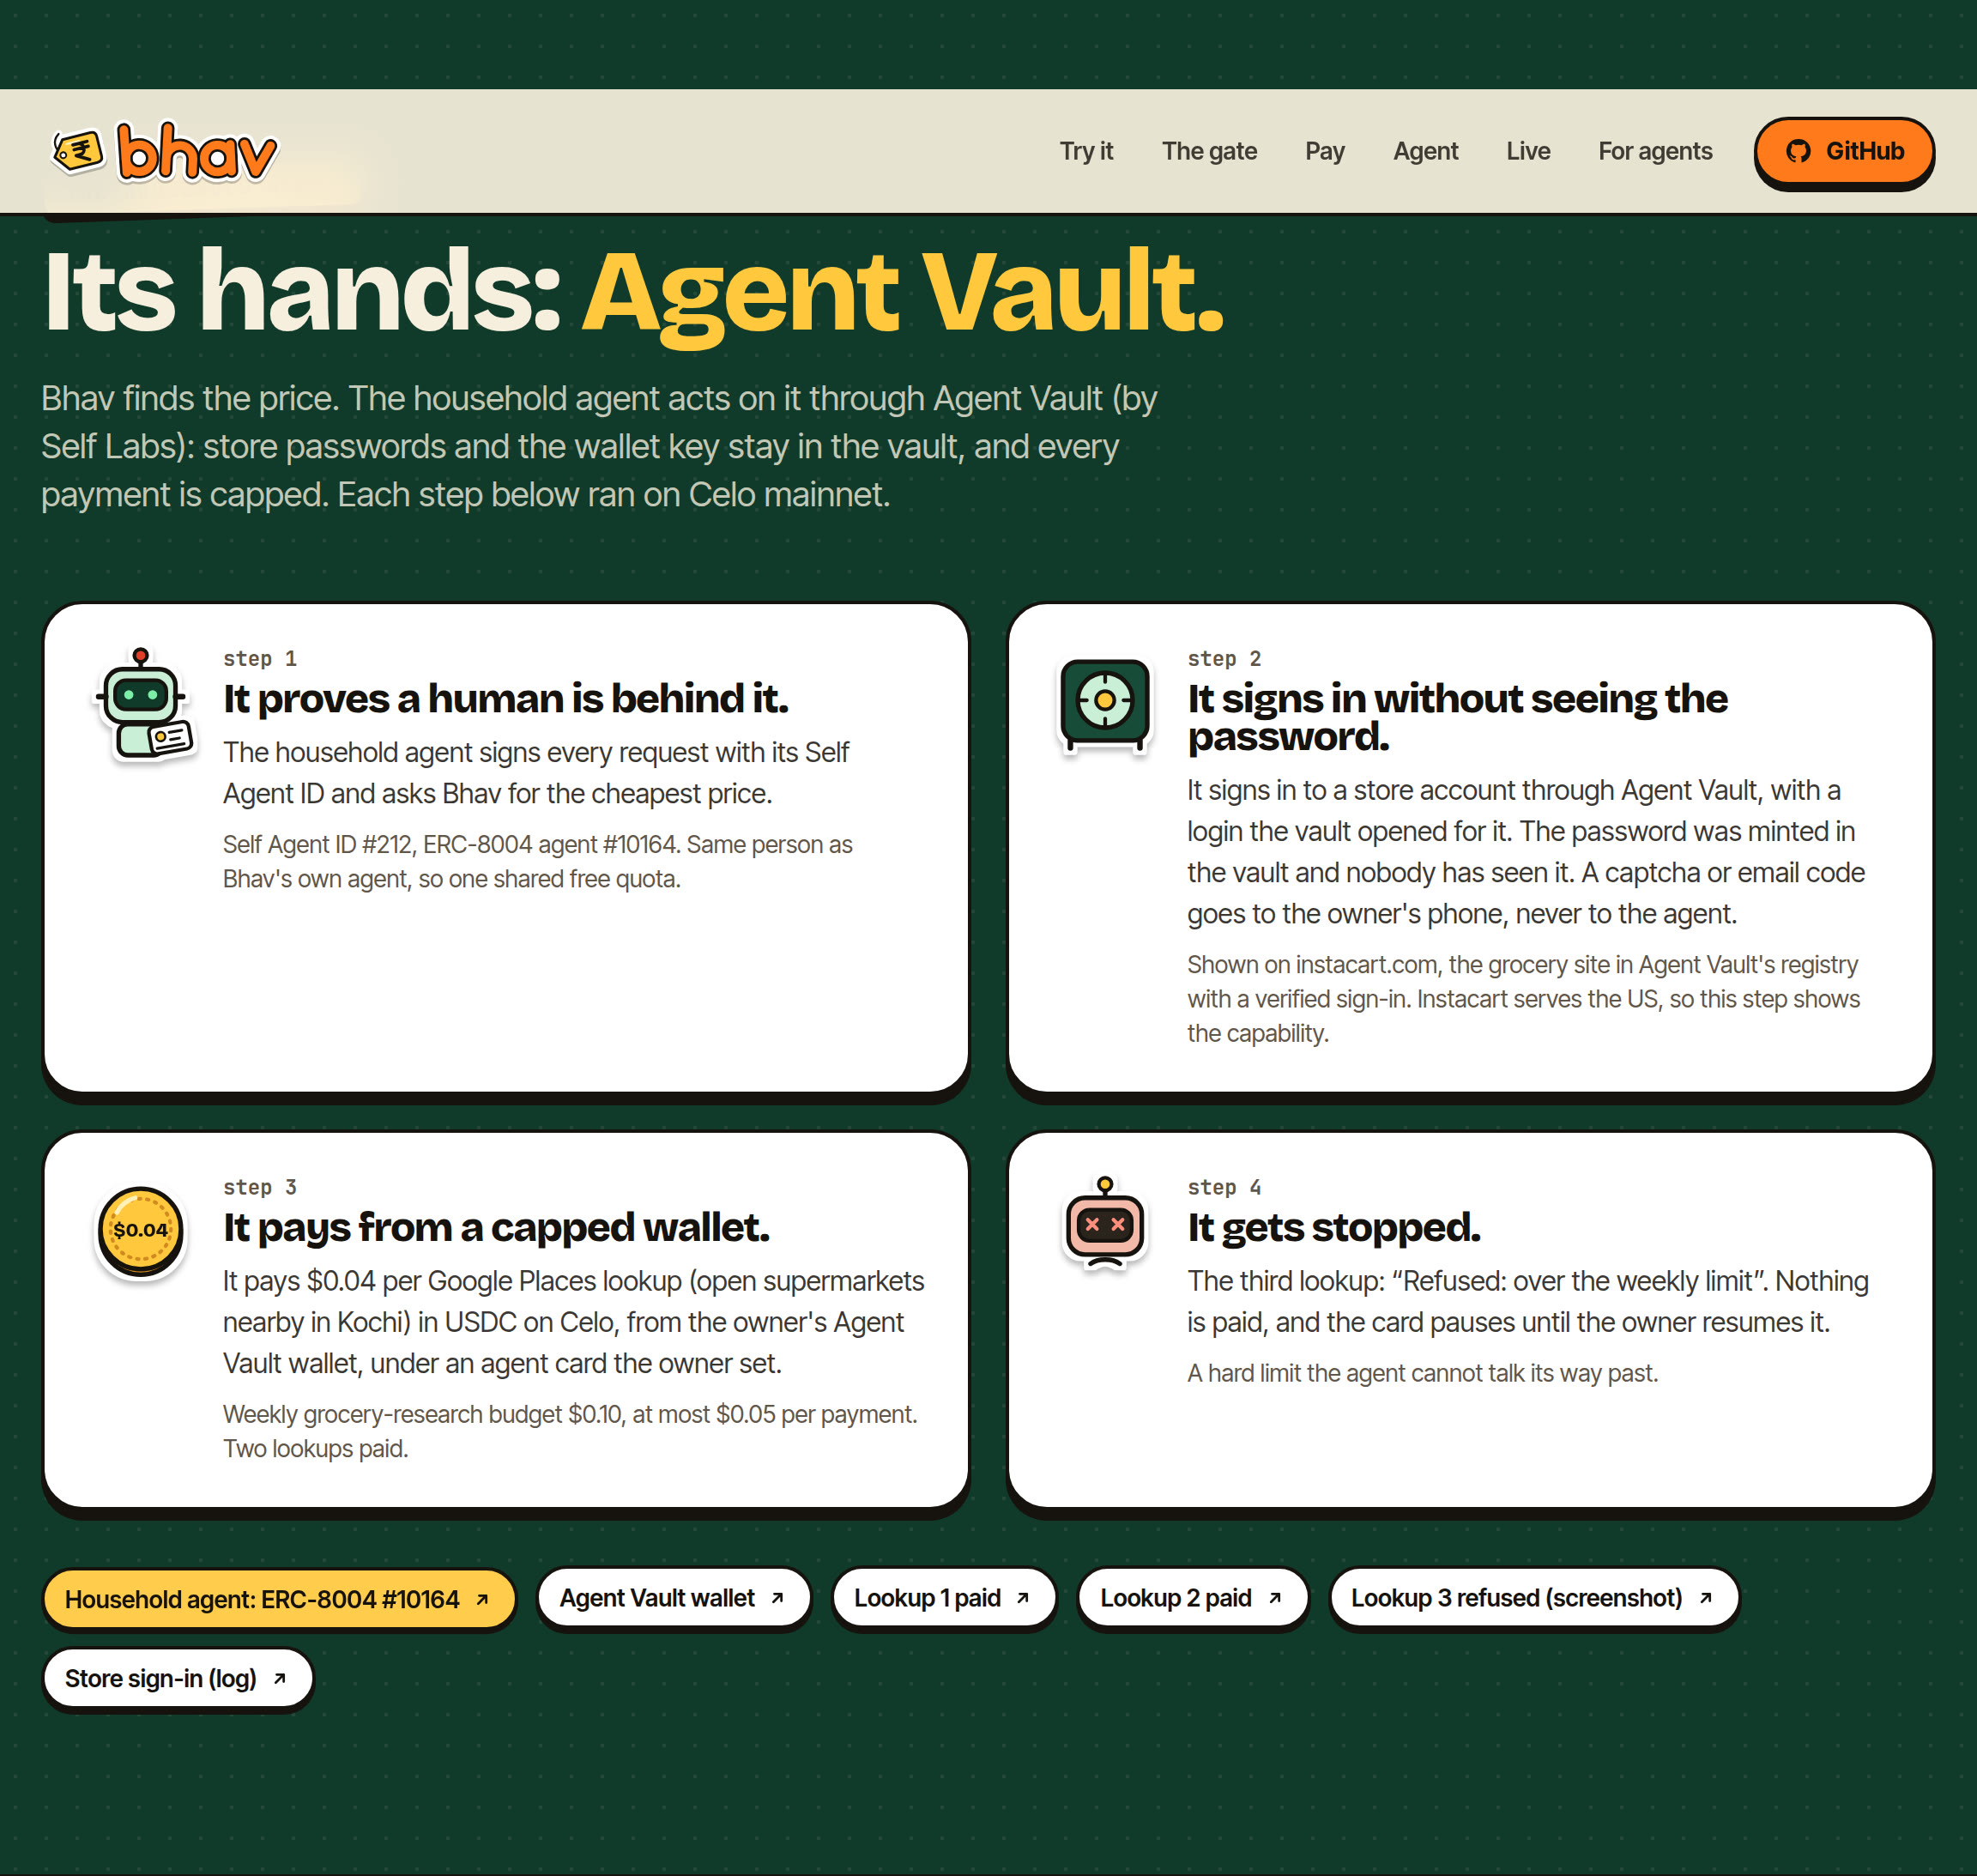 ₹ bhav
Try it
The gate
Pay
Agent
Live
For agents
GitHub
Its hands: Agent Vault.
Bhav finds the price. The household agent acts on it through Agent Vault (by
Self Labs): store passwords and the wallet key stay in the vault, and every
payment is capped. Each step below ran on Celo mainnet.
step 1
It proves a human is behind it.
The household agent signs every request with its Self
Agent ID and asks Bhav for the cheapest price.
Self Agent ID #212, ERC-8004 agent #10164. Same person as
Bhav's own agent, so one shared free quota.
step 2
It signs in without seeing the
password.
It signs in to a store account through Agent Vault, with a
login the vault opened for it. The password was minted in
the vault and nobody has seen it. A captcha or email code
goes to the owner's phone, never to the agent.
Shown on instacart.com, the grocery site in Agent Vault's registry
with a verified sign-in. Instacart serves the US, so this step shows
the capability.
$0.04
step 3
It pays from a capped wallet.
It pays $0.04 per Google Places lookup (open supermarkets
nearby in Kochi) in USDC on Celo, from the owner's Agent
Vault wallet, under an agent card the owner set.
Weekly grocery-research budget $0.10, at most $0.05 per payment.
Two lookups paid.
step 4
It gets stopped.
The third lookup: “Refused: over the weekly limit”. Nothing
is paid, and the card pauses until the owner resumes it.
A hard limit the agent cannot talk its way past.
Household agent: ERC-8004 #10164 ↗
Agent Vault wallet ↗
Lookup 1 paid ↗
Lookup 2 paid ↗
Lookup 3 refused (screenshot) ↗
Store sign-in (log) ↗